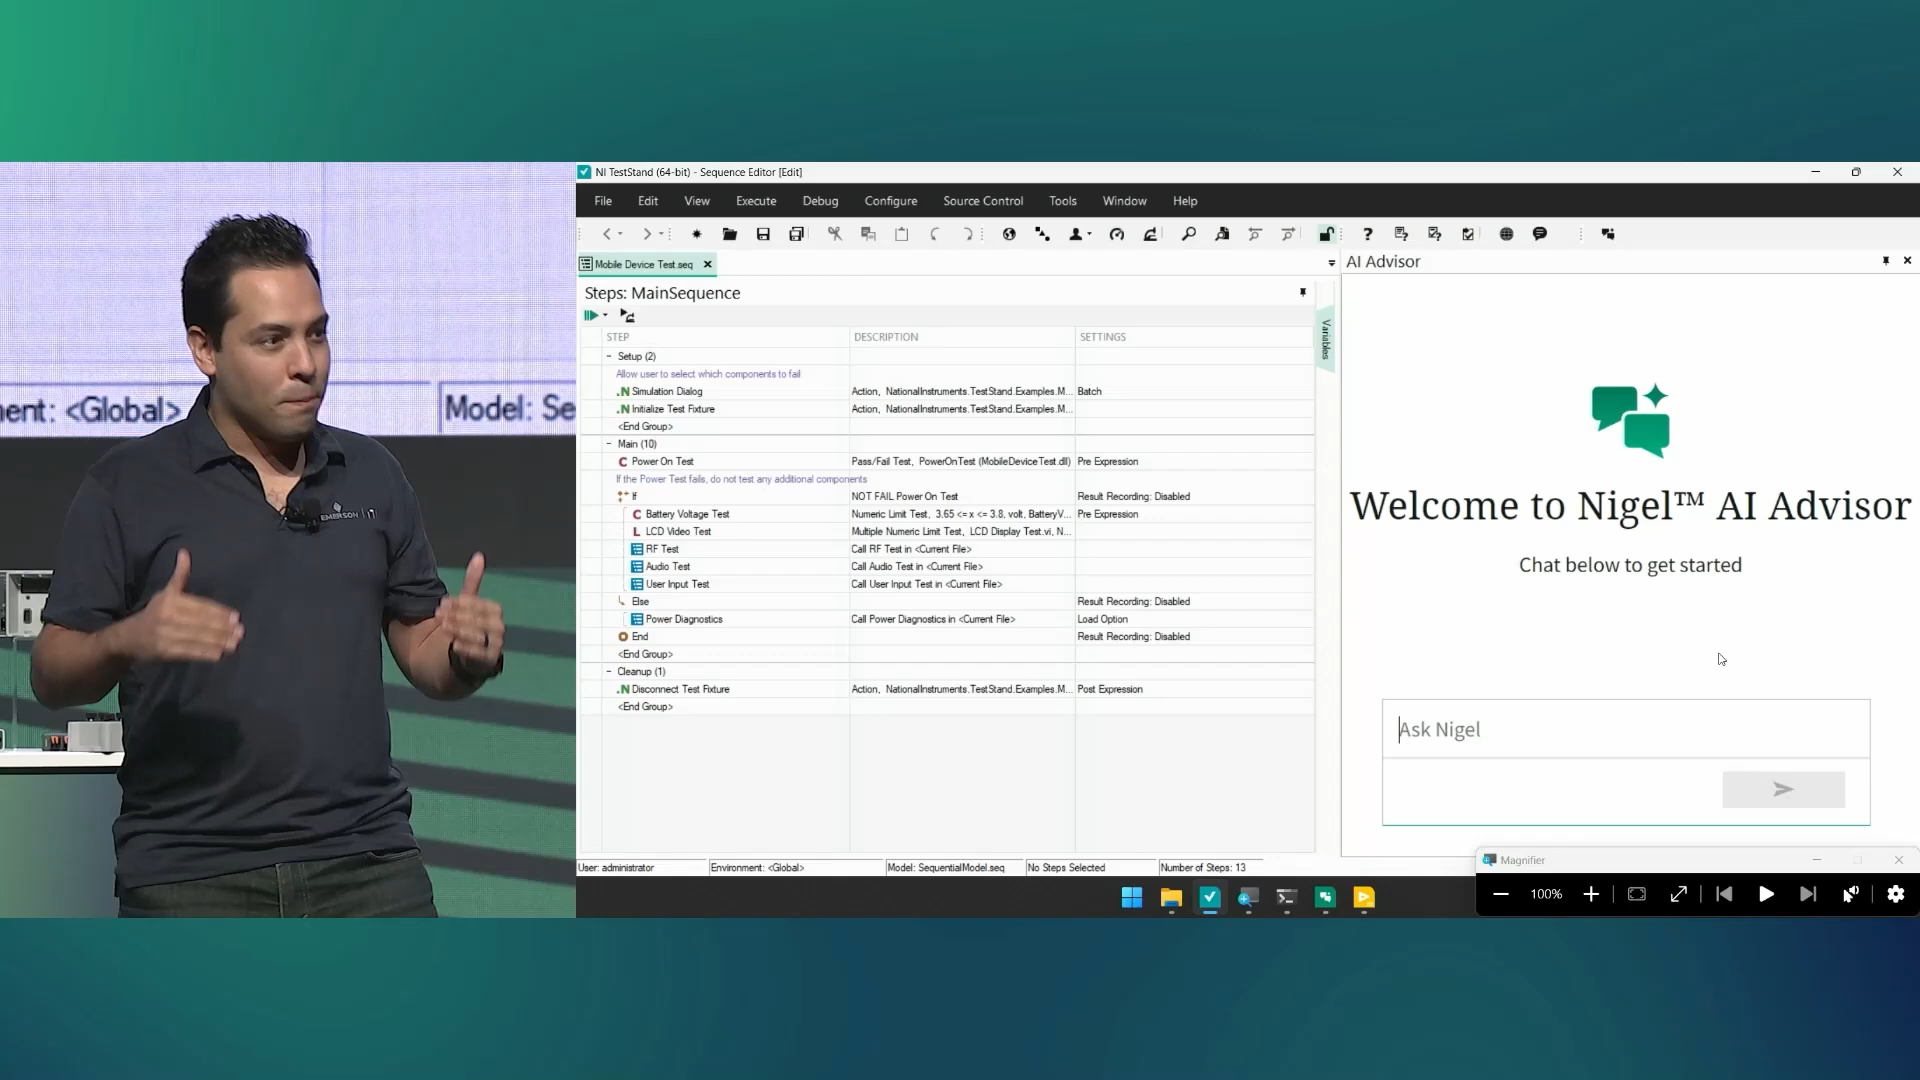 ment: <Global>
Model: Se
EMERSON
NI TestStand (64-bit) - Sequence Editor [Edit]
File Edit View Execute Debug Configure Source Control Tools Window Help
Mobile Device Test.seq
AI Advisor
Steps: MainSequence
Variables
STEP DESCRIPTION SETTINGS
Setup (2)
Allow user to select which components to fail
.N Simulation Dialog Action, NationalInstruments.TestStand.Examples.M... Batch
.N Initialize Test Fixture Action, NationalInstruments.TestStand.Examples.M...
<End Group>
Main (10)
C Power On Test Pass/Fail Test, PowerOnTest (MobileDeviceTest.dll) Pre Expression
If the Power Test fails, do not test any additional components
If NOT FAIL Power On Test Result Recording: Disabled
C Battery Voltage Test Numeric Limit Test, 3.65 <= x <= 3.8, volt, BatteryV... Pre Expression
L LCD Video Test Multiple Numeric Limit Test, LCD Display Test.vi, N...
RF Test Call RF Test in <Current File>
Audio Test Call Audio Test in <Current File>
User Input Test Call User Input Test in <Current File>
Else Result Recording: Disabled
Power Diagnostics Call Power Diagnostics in <Current File> Load Option
End Result Recording: Disabled
<End Group>
Cleanup (1)
.N Disconnect Test Fixture Action, NationalInstruments.TestStand.Examples.M... Post Expression
<End Group>
Welcome to Nigel™ AI Advisor
Chat below to get started
Ask Nigel
User: administrator Environment: <Global> Model: SequentialModel.seq No Steps Selected Number of Steps: 13
Magnifier
100%